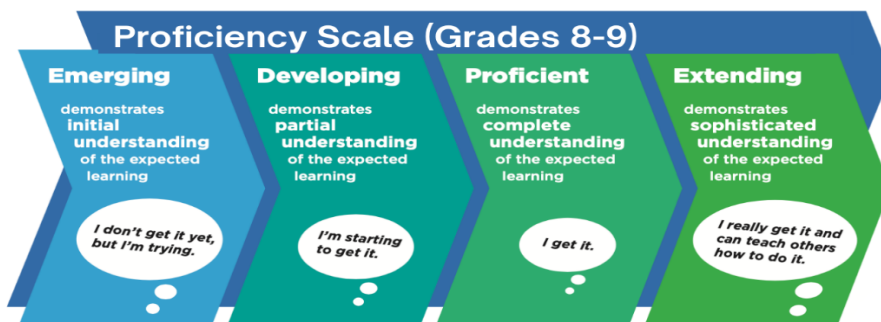 Proficiency Scale (Grades 8-9)
Emerging
demonstrates
initial
understanding
of the expected
learning
I don't get it yet,
but I'm trying.
Developing
demonstrates
partial
understanding
of the expected
learning
I'm starting
to get it.
Proficient
demonstrates
complete
understanding
of the expected
learning
I get it.
Extending
demonstrates
sophisticated
understanding
of the expected
learning
I really get it and
can teach others
how to do it.